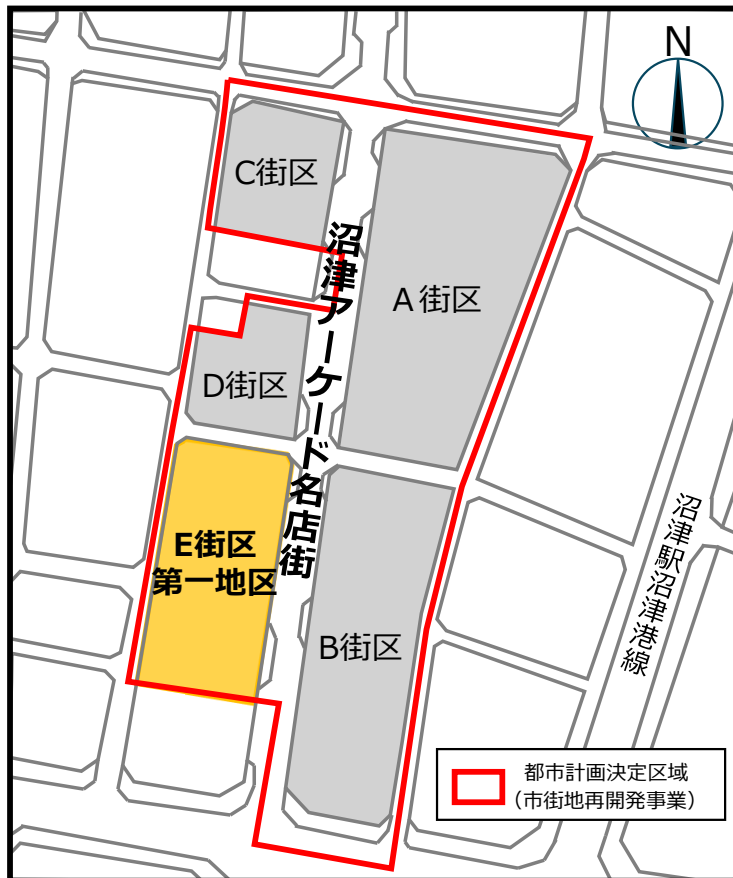 N
C街区
沼津アーケード名店街
A街区
D街区
E街区
第一地区
B街区
沼津駅沼津港線
都市計画決定区域
（市街地再開発事業）